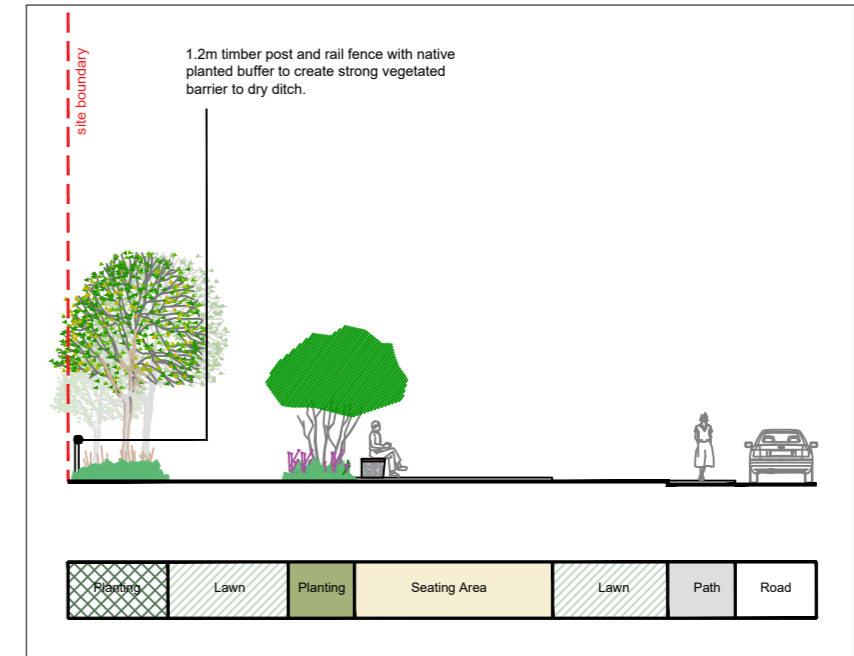 site boundary
1.2m timber post and rail fence with native
planted buffer to create strong vegetated
barrier to dry ditch.
Planting
Lawn
Planting
Seating Area
Lawn
Path
Road